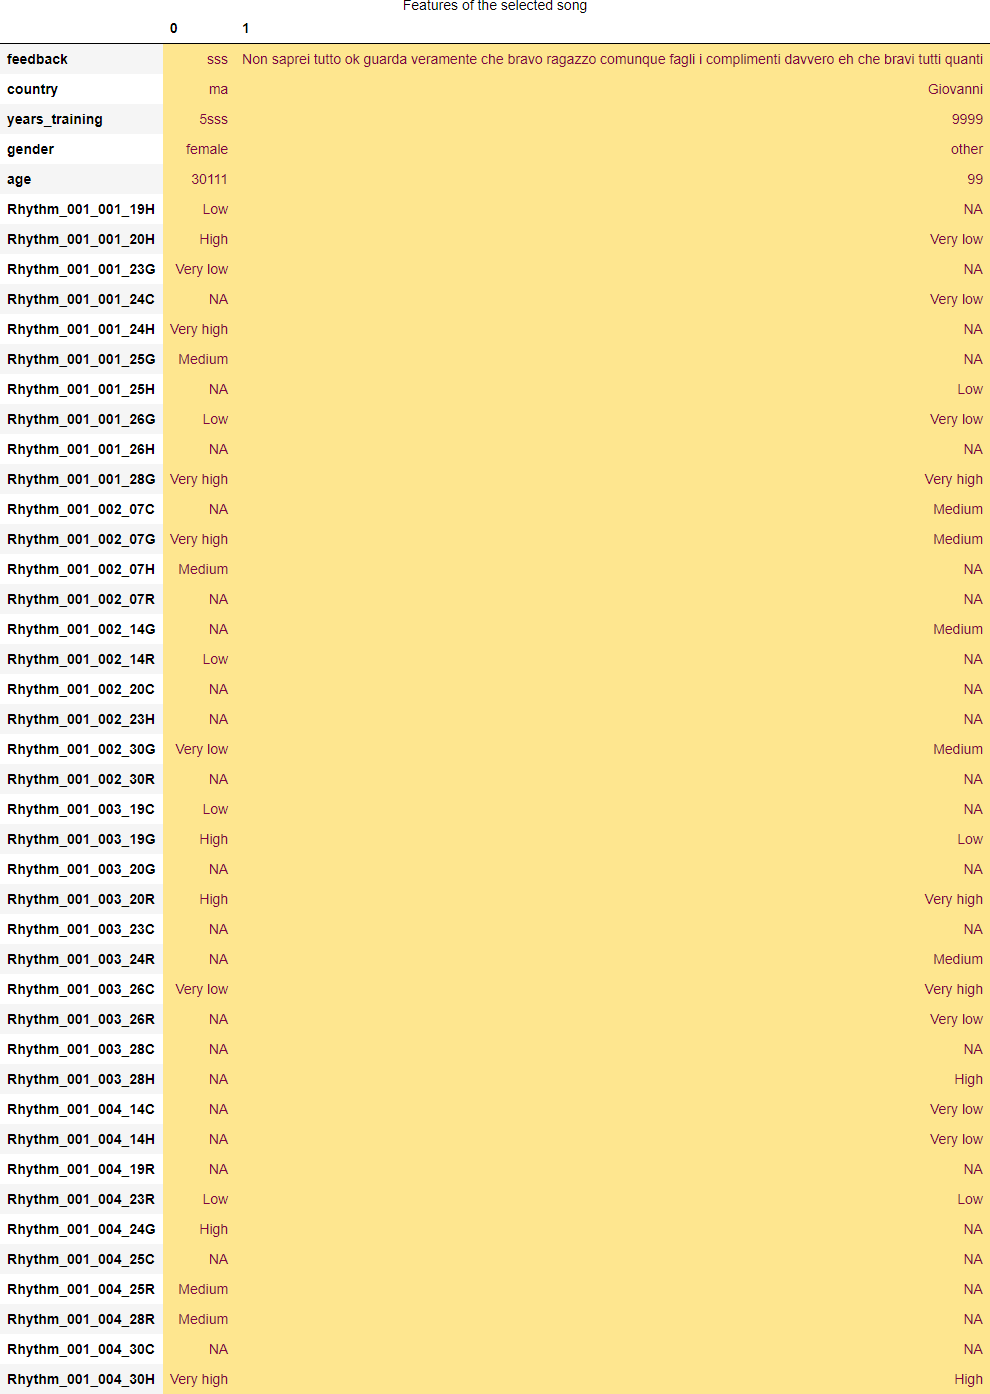 Features of the selected song
0 1
feedback sss Non saprei tutto ok guarda veramente che bravo ragazzo comunque fagli i complimenti davvero eh che bravi tutti quanti
country ma Giovanni
years_training 5sss 9999
gender female other
age 30111 99
Rhythm_001_001_19H Low NA
Rhythm_001_001_20H High Very low
Rhythm_001_001_23G Very low NA
Rhythm_001_001_24C NA Very low
Rhythm_001_001_24H Very high NA
Rhythm_001_001_25G Medium NA
Rhythm_001_001_25H NA Low
Rhythm_001_001_26G Low Very low
Rhythm_001_001_26H NA NA
Rhythm_001_001_28G Very high Very high
Rhythm_001_002_07C NA Medium
Rhythm_001_002_07G Very high Medium
Rhythm_001_002_07H Medium NA
Rhythm_001_002_07R NA NA
Rhythm_001_002_14G NA Medium
Rhythm_001_002_14R Low NA
Rhythm_001_002_20C NA NA
Rhythm_001_002_23H NA NA
Rhythm_001_002_30G Very low Medium
Rhythm_001_002_30R NA NA
Rhythm_001_003_19C Low NA
Rhythm_001_003_19G High Low
Rhythm_001_003_20G NA NA
Rhythm_001_003_20R High Very high
Rhythm_001_003_23C NA NA
Rhythm_001_003_24R NA Medium
Rhythm_001_003_26C Very low Very high
Rhythm_001_003_26R NA Very low
Rhythm_001_003_28C NA NA
Rhythm_001_003_28H NA High
Rhythm_001_004_14C NA Very low
Rhythm_001_004_14H NA Very low
Rhythm_001_004_19R NA NA
Rhythm_001_004_23R Low Low
Rhythm_001_004_24G High NA
Rhythm_001_004_25C NA NA
Rhythm_001_004_25R Medium NA
Rhythm_001_004_28R Medium NA
Rhythm_001_004_30C NA NA
Rhythm_001_004_30H Very high High